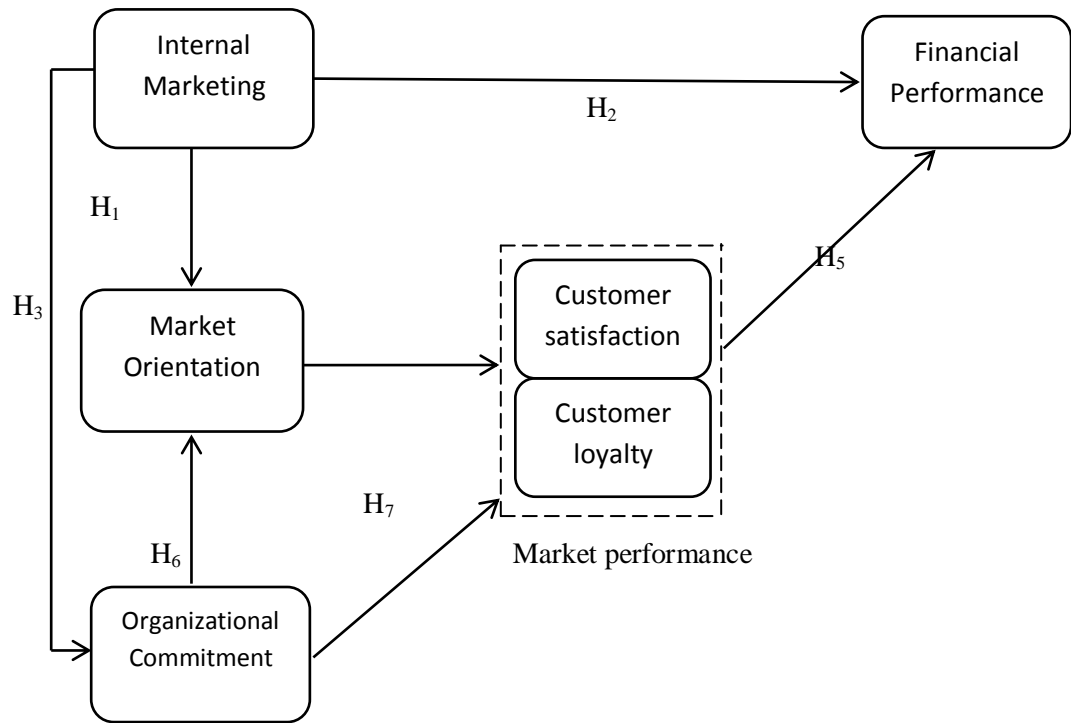 Internal
Marketing
Financial
Performance
H₂
H₁
H₃
Market
Orientation
Customer
satisfaction
Customer
loyalty
H₅
H₇
Market performance
H₆
Organizational
Commitment